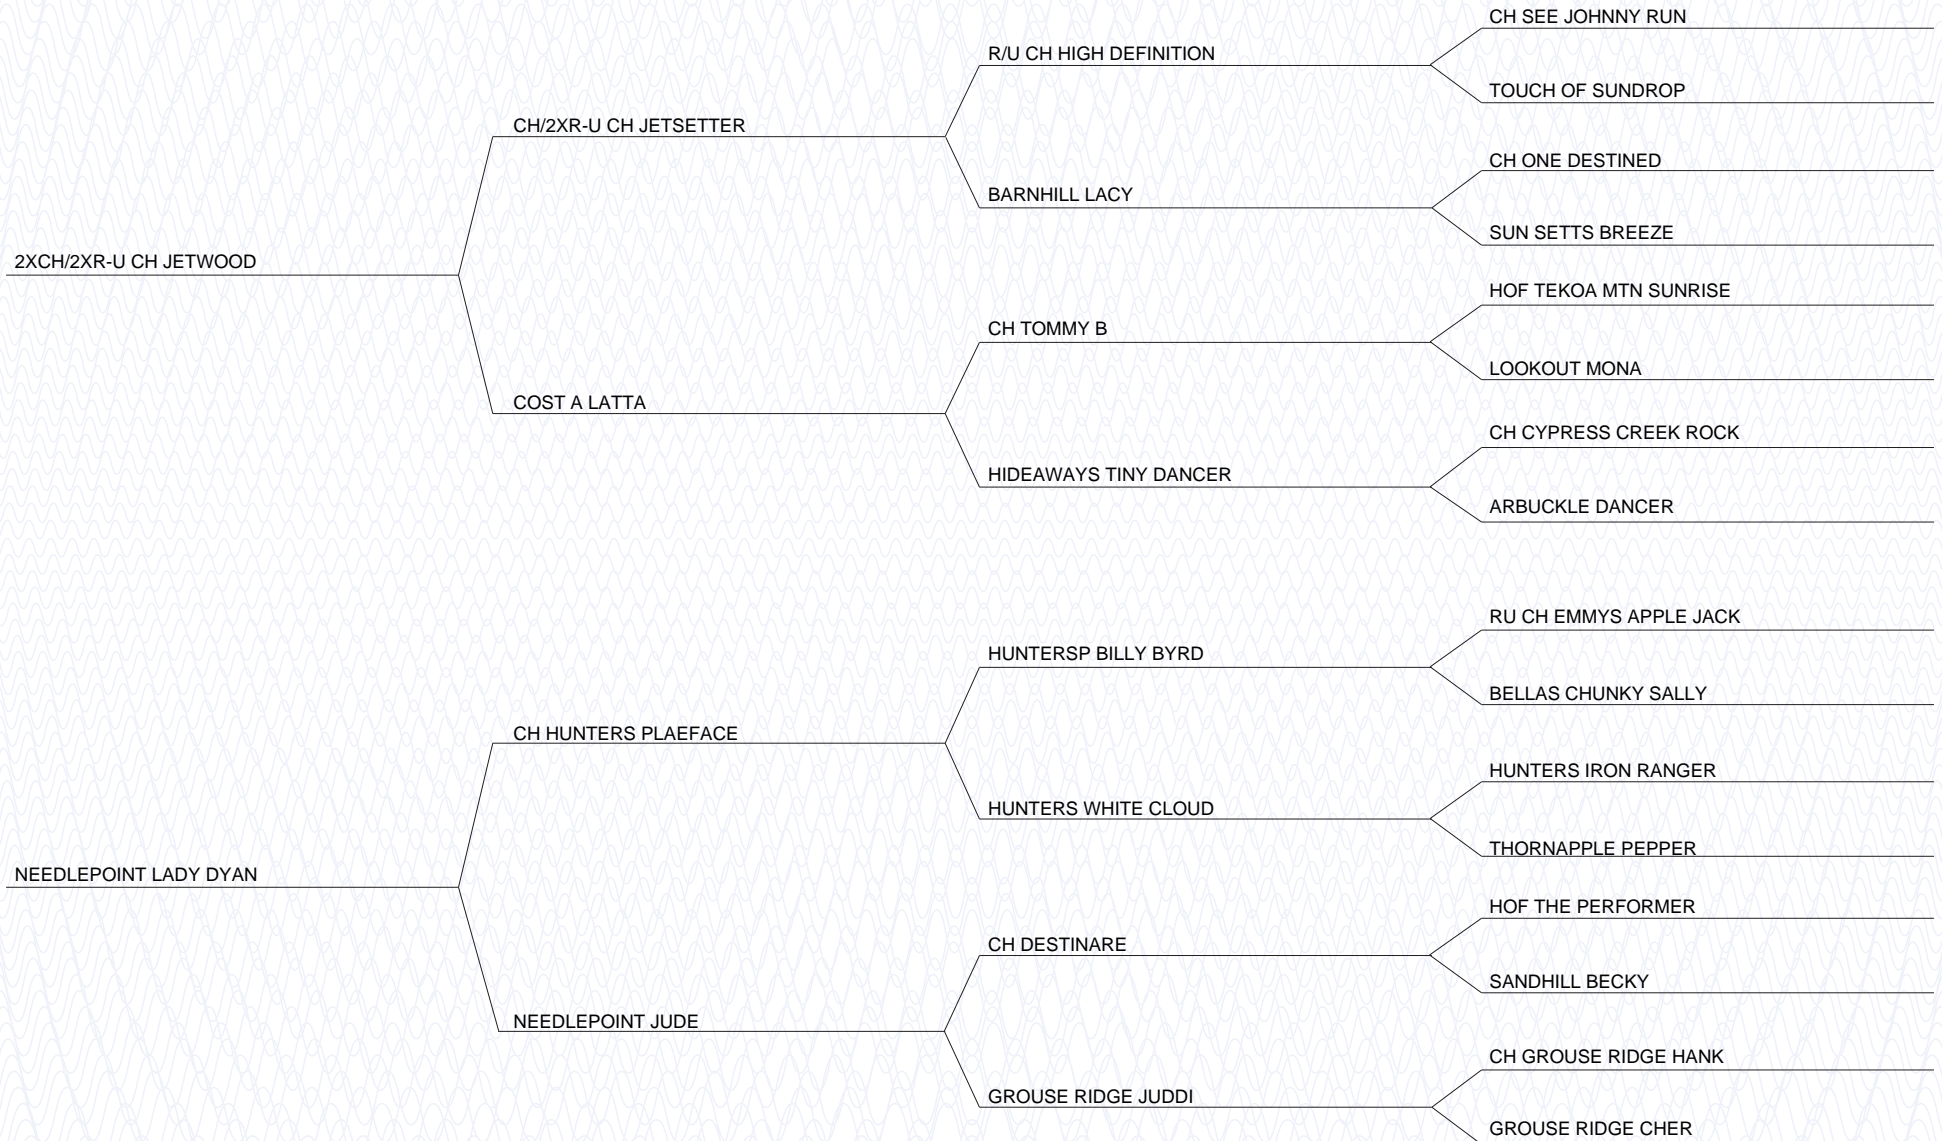 CH SEE JOHNNY RUN
R/U CH HIGH DEFINITION
TOUCH OF SUNDROP
CH/2XR-U CH JETSETTER
CH ONE DESTINED
BARNHILL LACY
SUN SETTS BREEZE
2XCH/2XR-U CH JETWOOD
HOF TEKOA MTN SUNRISE
CH TOMMY B
LOOKOUT MONA
COST A LATTA
CH CYPRESS CREEK ROCK
HIDEAWAYS TINY DANCER
ARBUCKLE DANCER
RU CH EMMYS APPLE JACK
HUNTERSP BILLY BYRD
BELLAS CHUNKY SALLY
CH HUNTERS PLAEFACE
HUNTERS IRON RANGER
HUNTERS WHITE CLOUD
THORNAPPLE PEPPER
NEEDLEPOINT LADY DYAN
HOF THE PERFORMER
CH DESTINARE
SANDHILL BECKY
NEEDLEPOINT JUDE
CH GROUSE RIDGE HANK
GROUSE RIDGE JUDDI
GROUSE RIDGE CHER